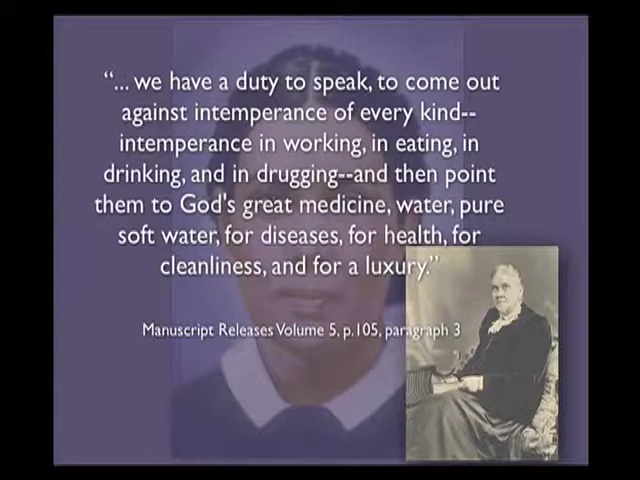 “... we have a duty to speak, to come out
against intemperance of every kind--
intemperance in working, in eating, in
drinking, and in drugging--and then point
them to God's great medicine, water, pure
soft water, for diseases, for health, for
cleanliness, and for a luxury.”
Manuscript Releases Volume 5, p.105, paragraph 3